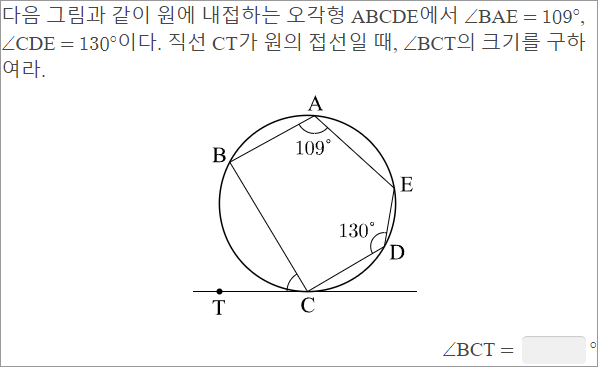 다음 그림과 같이 원에 내접하는 오각형 ABCDE에서 ∠BAE = 109°,
∠CDE = 130°이다. 직선 CT가 원의 접선일 때, ∠BCT의 크기를 구하
여라.
A
109°
B
E
130°
D
T
C
∠BCT = °